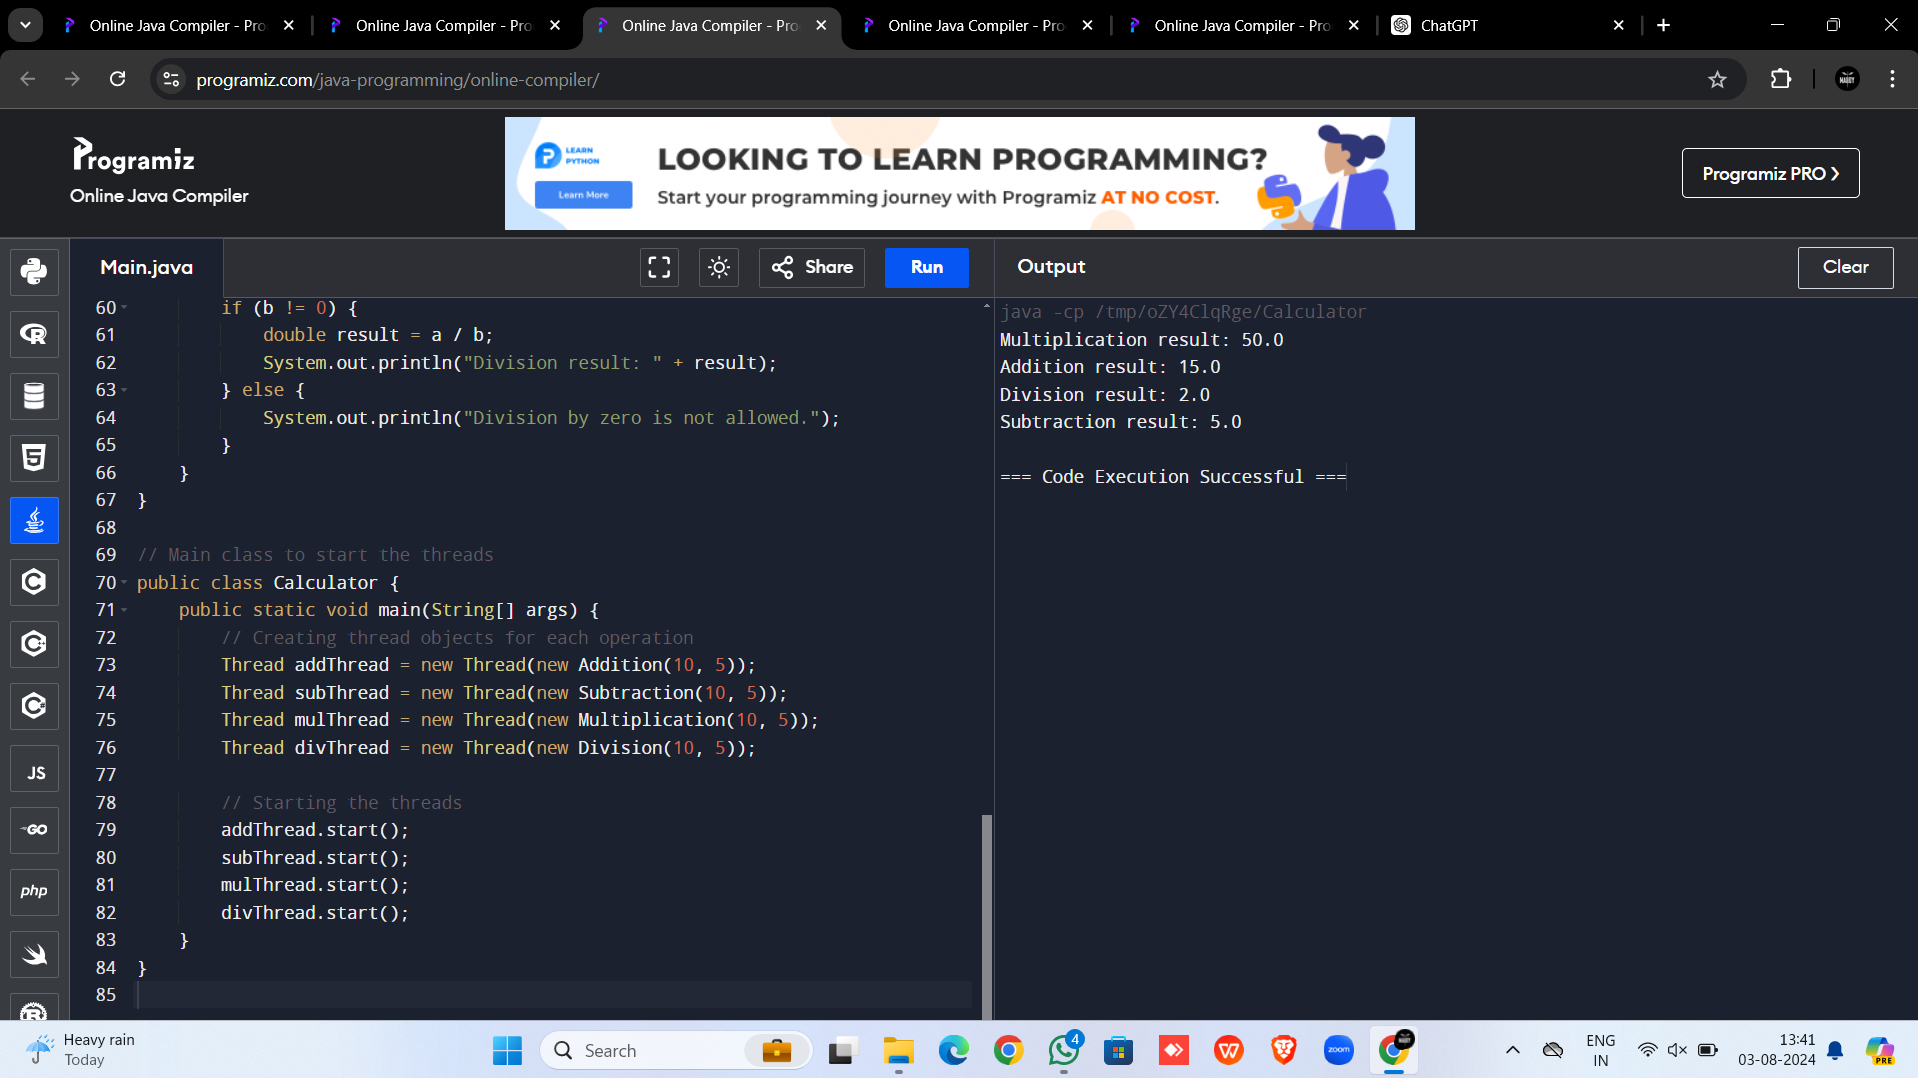 Online Java Compiler - Pro
Online Java Compiler - Pro
Online Java Compiler - Pro
Online Java Compiler - Pro
Online Java Compiler - Pro
ChatGPT
programiz.com/java-programming/online-compiler/
Programiz
Online Java Compiler
LEARN
PYTHON
Learn More
LOOKING TO LEARN PROGRAMMING?
Start your programming journey with Programiz AT NO COST.
Programiz PRO
Main.java
Share
Run
Output
Clear
60 if (b != 0) {
61 double result = a / b;
62 System.out.println("Division result: " + result);
63 } else {
64 System.out.println("Division by zero is not allowed.");
65 }
66 }
67 }
68
69 // Main class to start the threads
70 public class Calculator {
71 public static void main(String[] args) {
72 // Creating thread objects for each operation
73 Thread addThread = new Thread(new Addition(10, 5));
74 Thread subThread = new Thread(new Subtraction(10, 5));
75 Thread mulThread = new Thread(new Multiplication(10, 5));
76 Thread divThread = new Thread(new Division(10, 5));
77
78 // Starting the threads
79 addThread.start();
80 subThread.start();
81 mulThread.start();
82 divThread.start();
83 }
84 }
85
java -cp /tmp/oZY4ClqRge/Calculator
Multiplication result: 50.0
Addition result: 15.0
Division result: 2.0
Subtraction result: 5.0
=== Code Execution Successful ===
JS
GO
php
Heavy rain
Today
Search
4
zoom
ENG
IN
13:41
03-08-2024
PRE